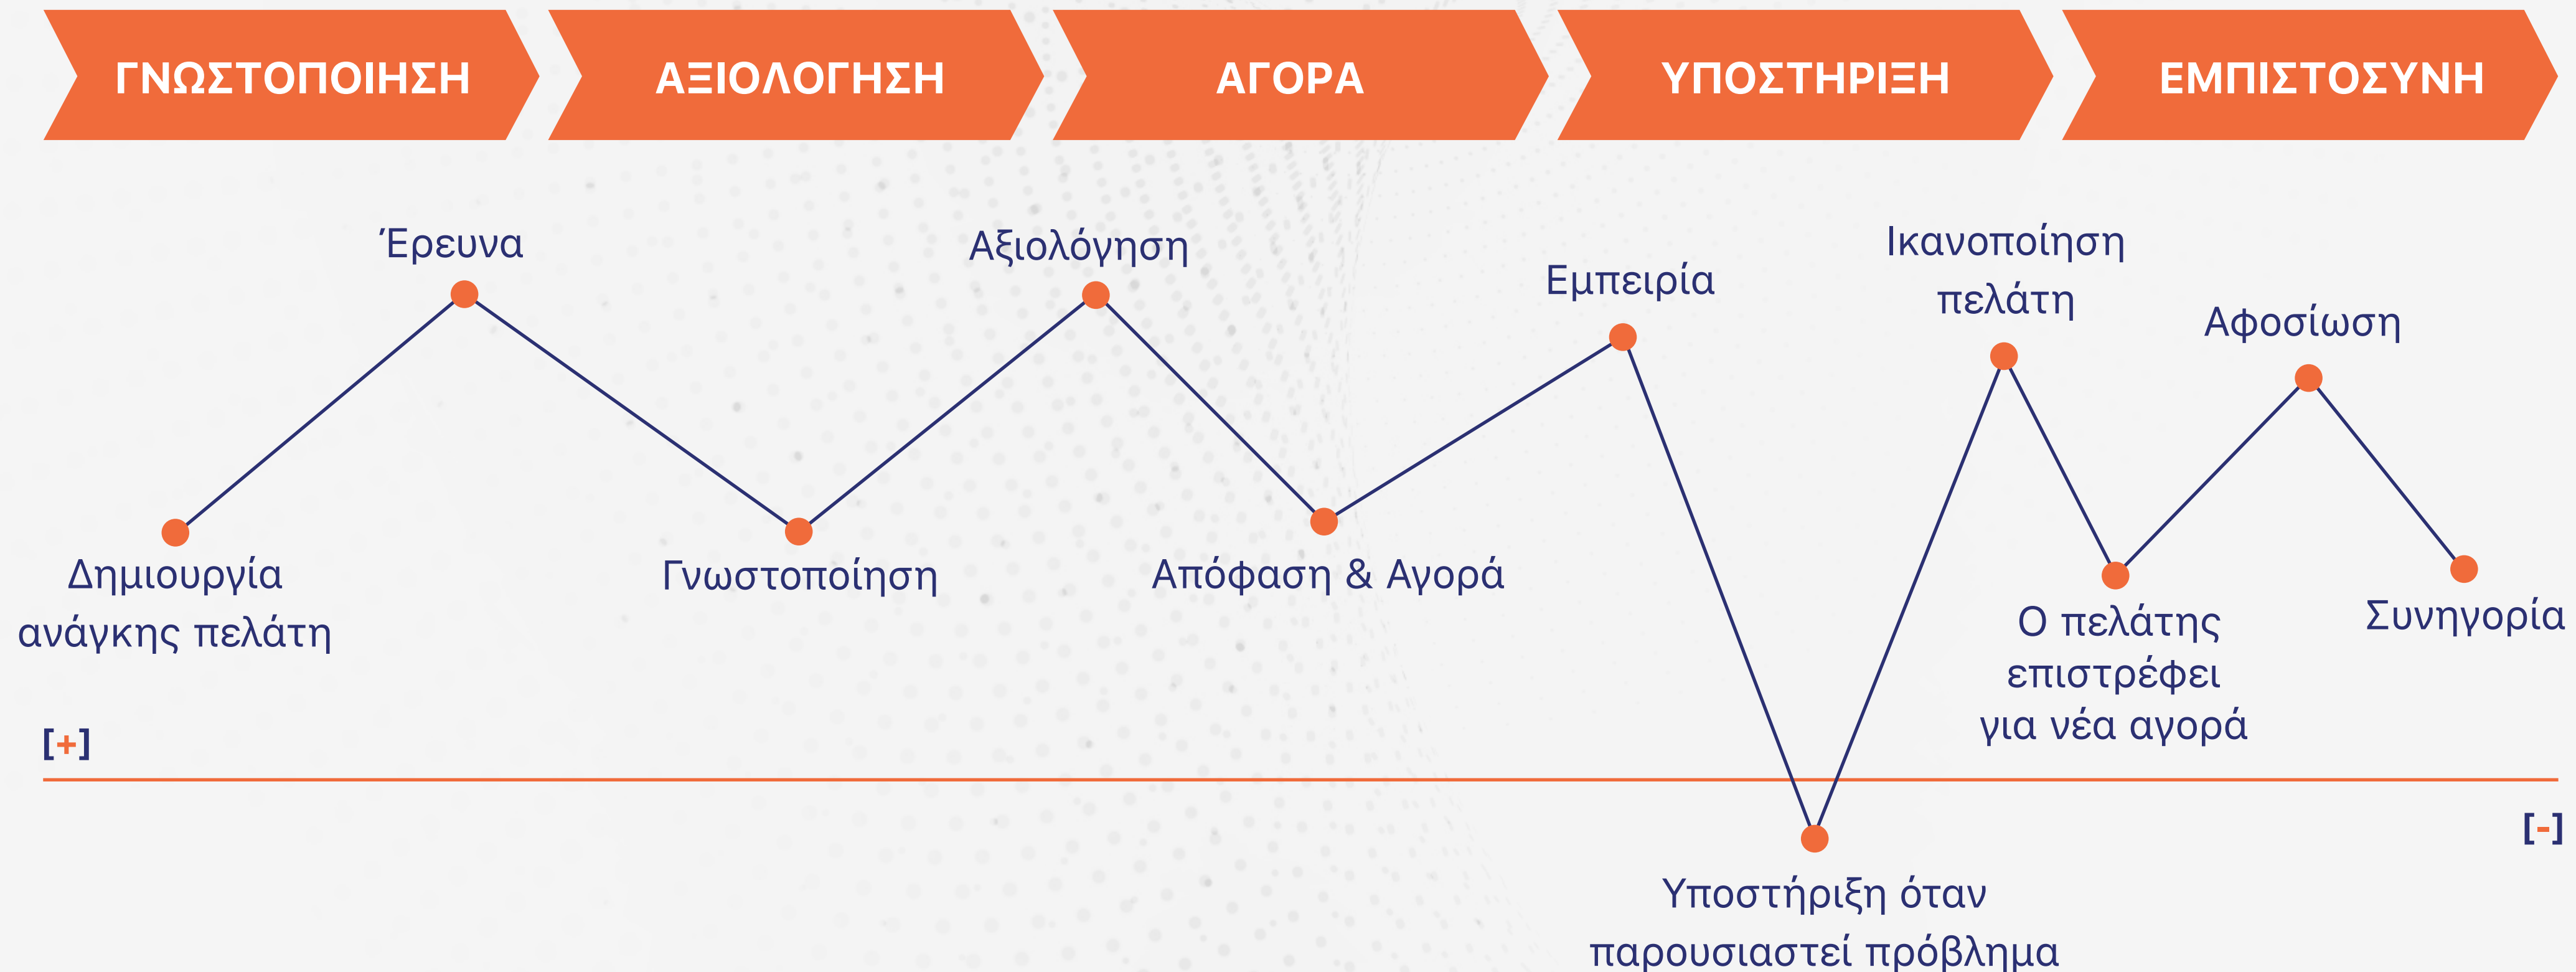 ΓΝΩΣΤΟΠΟΙΗΣΗ
ΑΞΙΟΛΟΓΗΣΗ
ΑΓΟΡΑ
ΥΠΟΣΤΗΡΙΞΗ
ΕΜΠΙΣΤΟΣΥΝΗ
Δημιουργία
ανάγκης πελάτη
Έρευνα
Γνωστοποίηση
Αξιολόγηση
Απόφαση & Αγορά
Εμπειρία
Υποστήριξη όταν
παρουσιαστεί πρόβλημα
Ικανοποίηση
πελάτη
Ο πελάτης
επιστρέφει
για νέα αγορά
Αφοσίωση
Συνηγορία
[+]
[-]